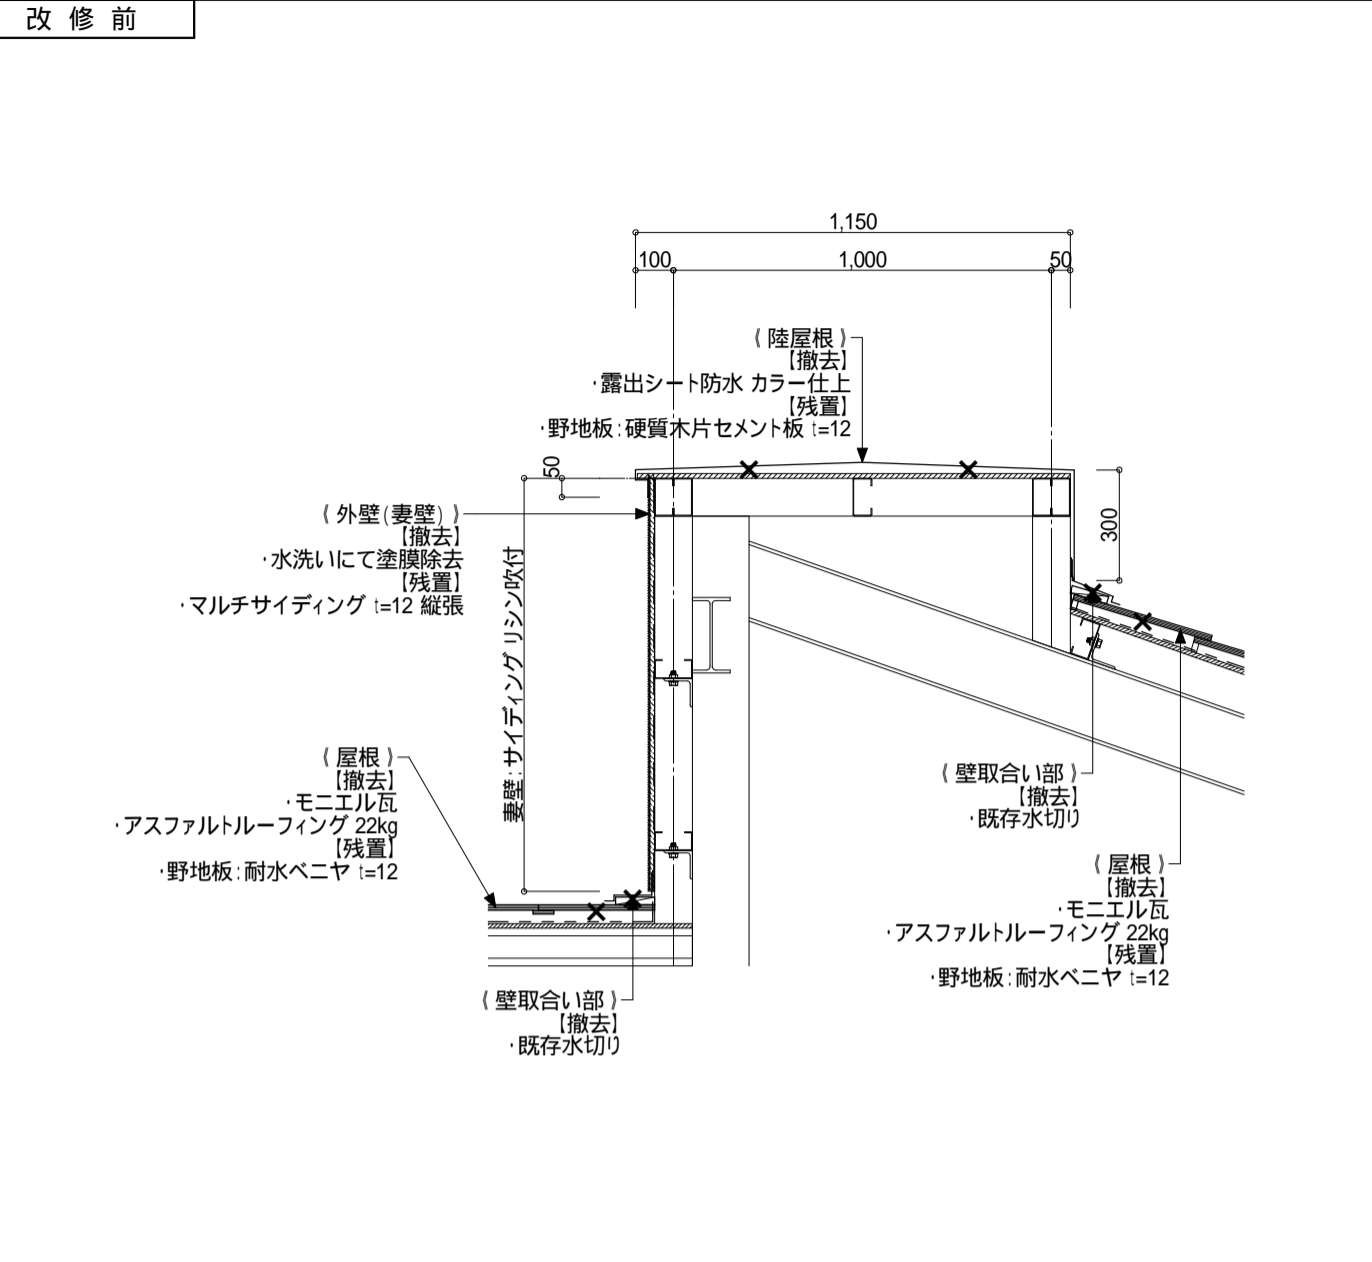 改修前
1,150
100
1,000
50
《陸屋根》
【撤去】
・露出シート防水 カラー仕上
【残置】
・野地板:硬質木片セメント板 t=12
50
300
《外壁(妻壁)》
【撤去】
・水洗いにて塗膜除去
【残置】
・マルチサイディング t=12 縦張
妻壁:サイディング リシン吹付
《屋根》
【撤去】
・モニエル瓦
・アスファルトルーフィング 22kg
【残置】
・野地板:耐水ベニヤ t=12
《壁取合い部》
【撤去】
・既存水切り
《屋根》
【撤去】
・モニエル瓦
・アスファルトルーフィング 22kg
【残置】
・野地板:耐水ベニヤ t=12
《壁取合い部》
【撤去】
・既存水切り